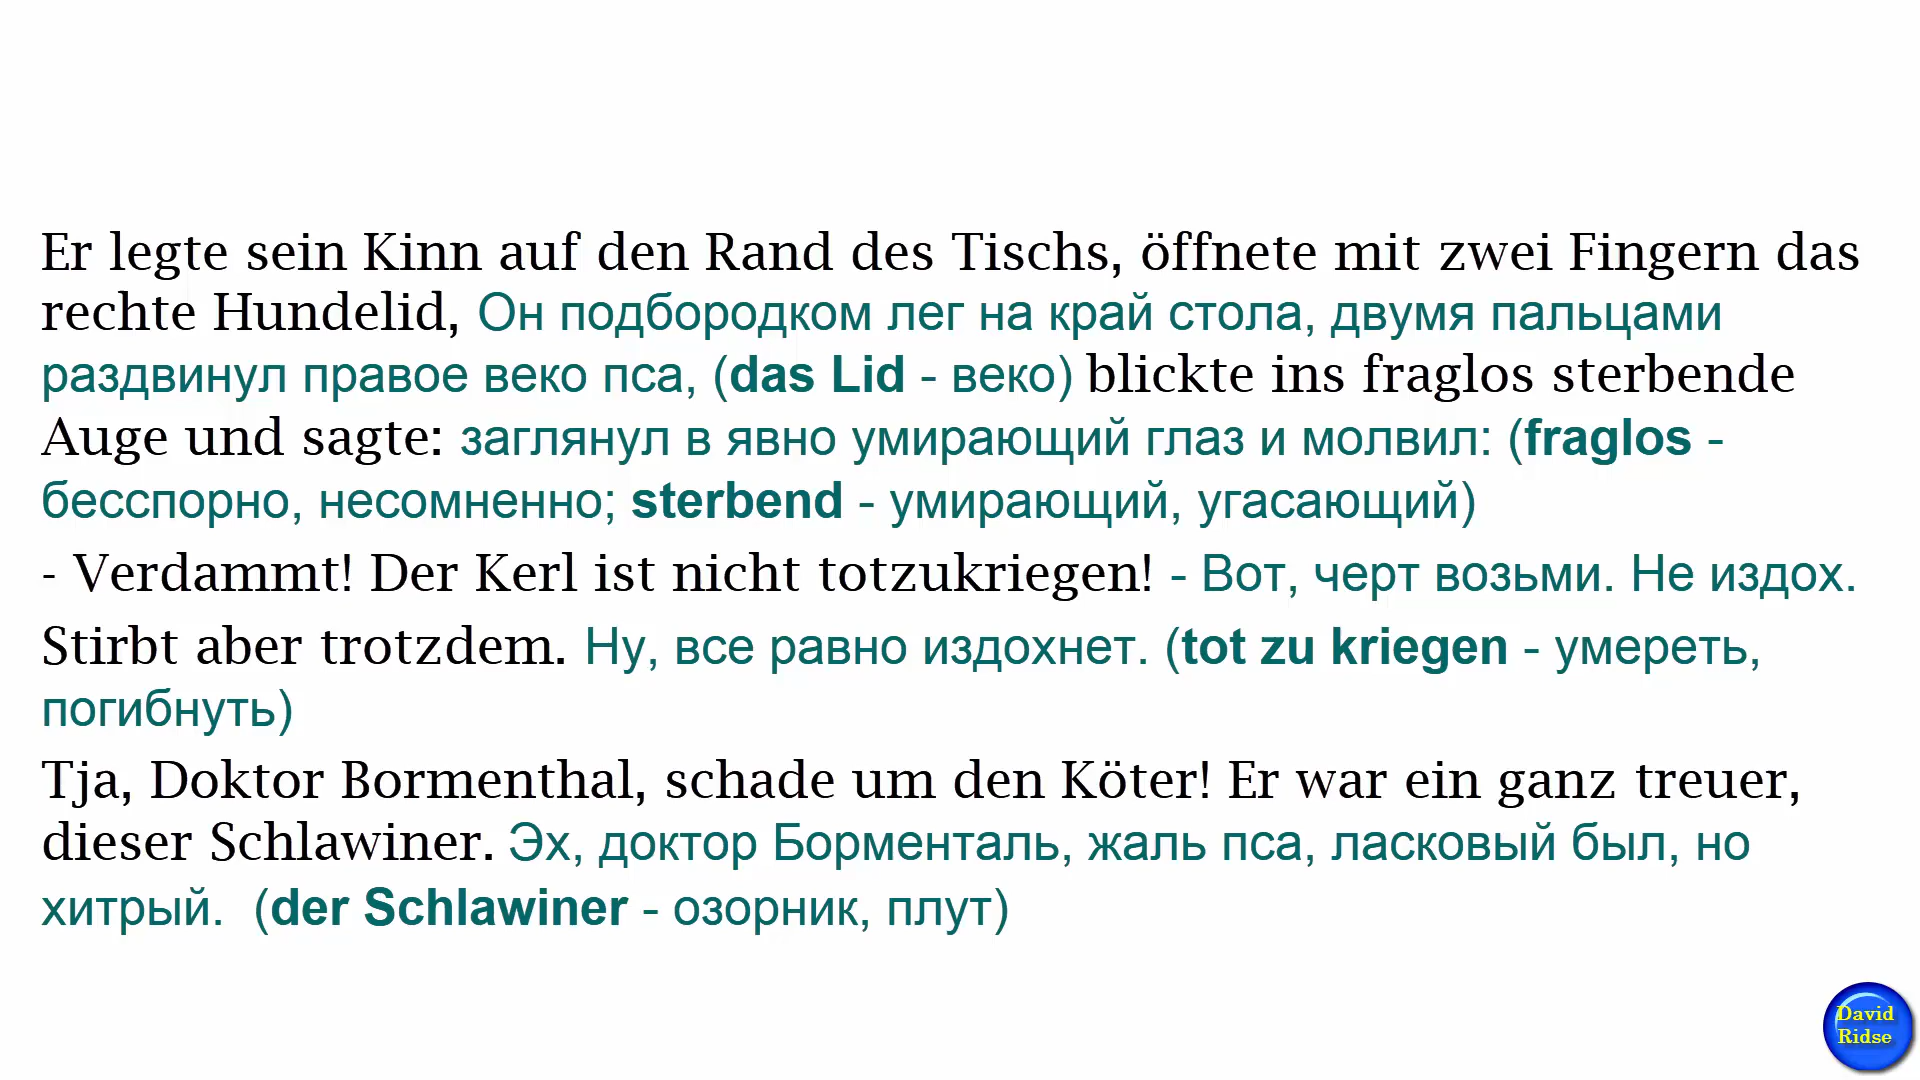 Er legte sein Kinn auf den Rand des Tischs, öffnete mit zwei Fingern das
rechte Hundelid, Он подбородком лег на край стола, двумя пальцами
раздвинул правое веко пса, (das Lid - веко) blickte ins fraglos sterbende
Auge und sagte: заглянул в явно умирающий глаз и молвил: (fraglos -
бесспорно, несомненно; sterbend - умирающий, угасающий)
- Verdammt! Der Kerl ist nicht totzukriegen! - Вот, черт возьми. Не издох.
Stirbt aber trotzdem. Ну, все равно издохнет. (tot zu kriegen - умереть,
погибнуть)
Tja, Doktor Bormenthal, schade um den Köter! Er war ein ganz treuer,
dieser Schlawiner. Эх, доктор Борменталь, жаль пса, ласковый был, но
хитрый. (der Schlawiner - озорник, плут)
David
Ridse